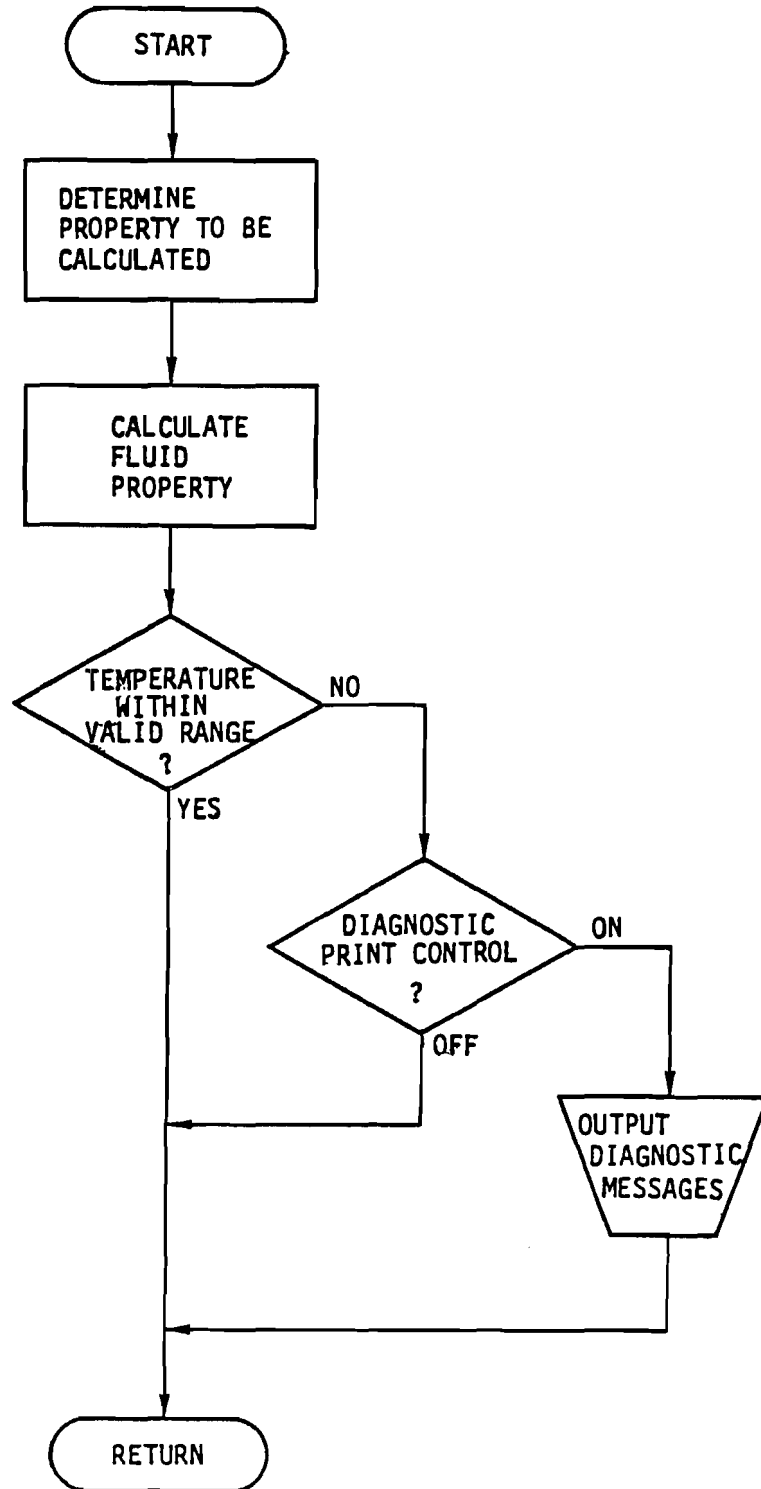 START
DETERMINE
PROPERTY TO BE
CALCULATED
CALCULATE
FLUID
PROPERTY
TEMPERATURE
WITHIN
VALID RANGE
?
NO
YES
DIAGNOSTIC
PRINT CONTROL
?
ON
OFF
OUTPUT
DIAGNOSTIC
MESSAGES
RETURN